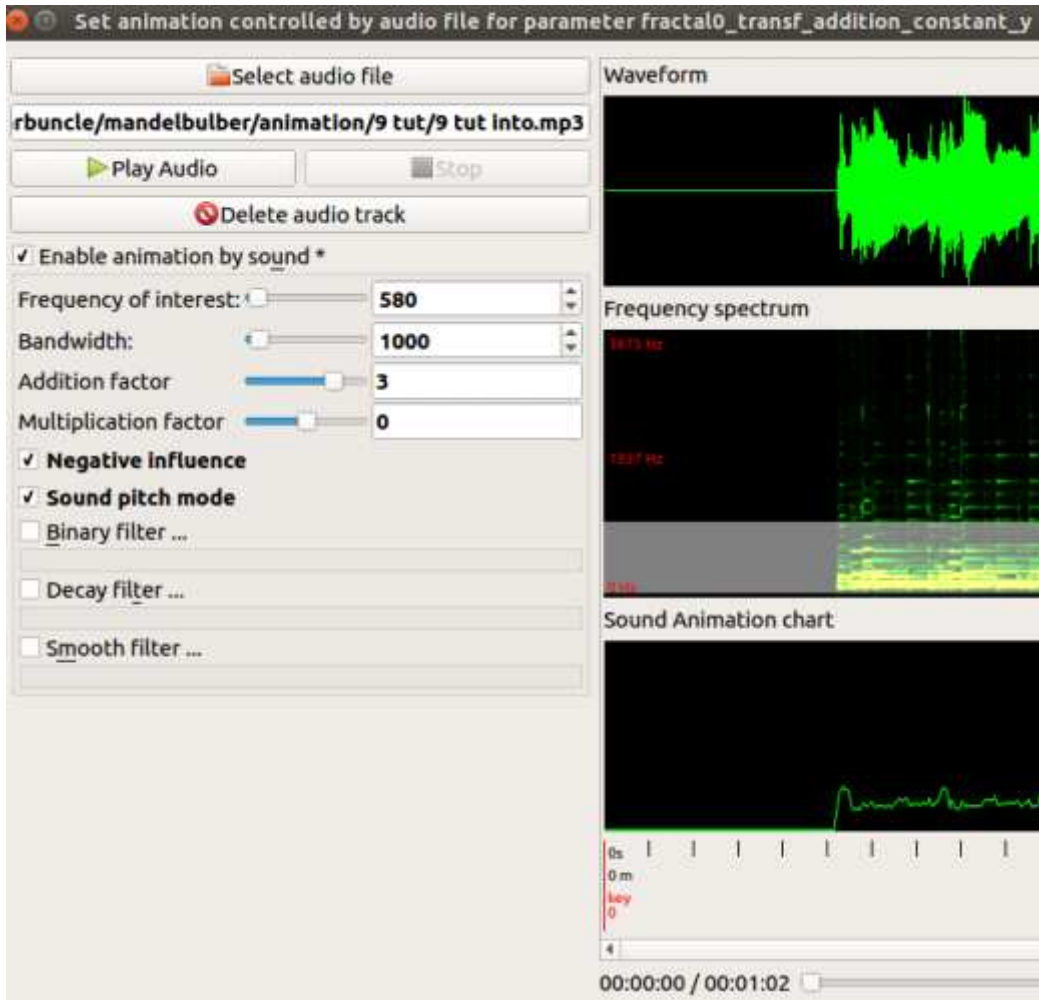 Set animation controlled by audio file for parameter fractal0_transf_addition_constant_y
Select audio file
rbuncle/mandelbulber/animation/9 tut/9 tut into.mp3
Play Audio
Stop
Delete audio track
Enable animation by sound *
Frequency of interest: 580
Bandwidth: 1000
Addition factor 3
Multiplication factor 0
Negative influence
Sound pitch mode
Binary filter ...
Decay filter ...
Smooth filter ...
Waveform
Frequency spectrum
0 Hz
Sound Animation chart
0s
0 m
key
0
00:00:00 / 00:01:02